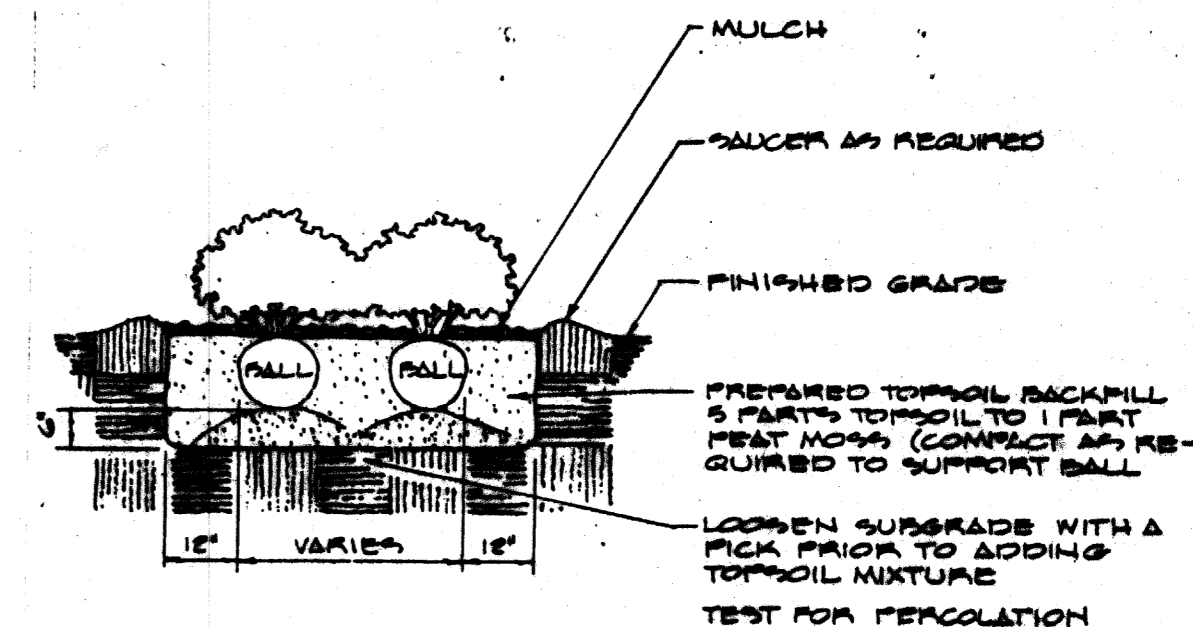 MULCH
SAUCER AS REQUIRED
FINISHED GRADE
BALL
BALL
PREPARED TOPSOIL BACKFILL
5 PARTS TOPSOIL TO 1 PART
PEAT MOSS (COMPACT AS RE-
QUIRED TO SUPPORT BALL
6"
LOOSEN SUBGRADE WITH A
PICK PRIOR TO ADDING
TOPSOIL MIXTURE
12"
VARIES
12"
TEST FOR PERCOLATION